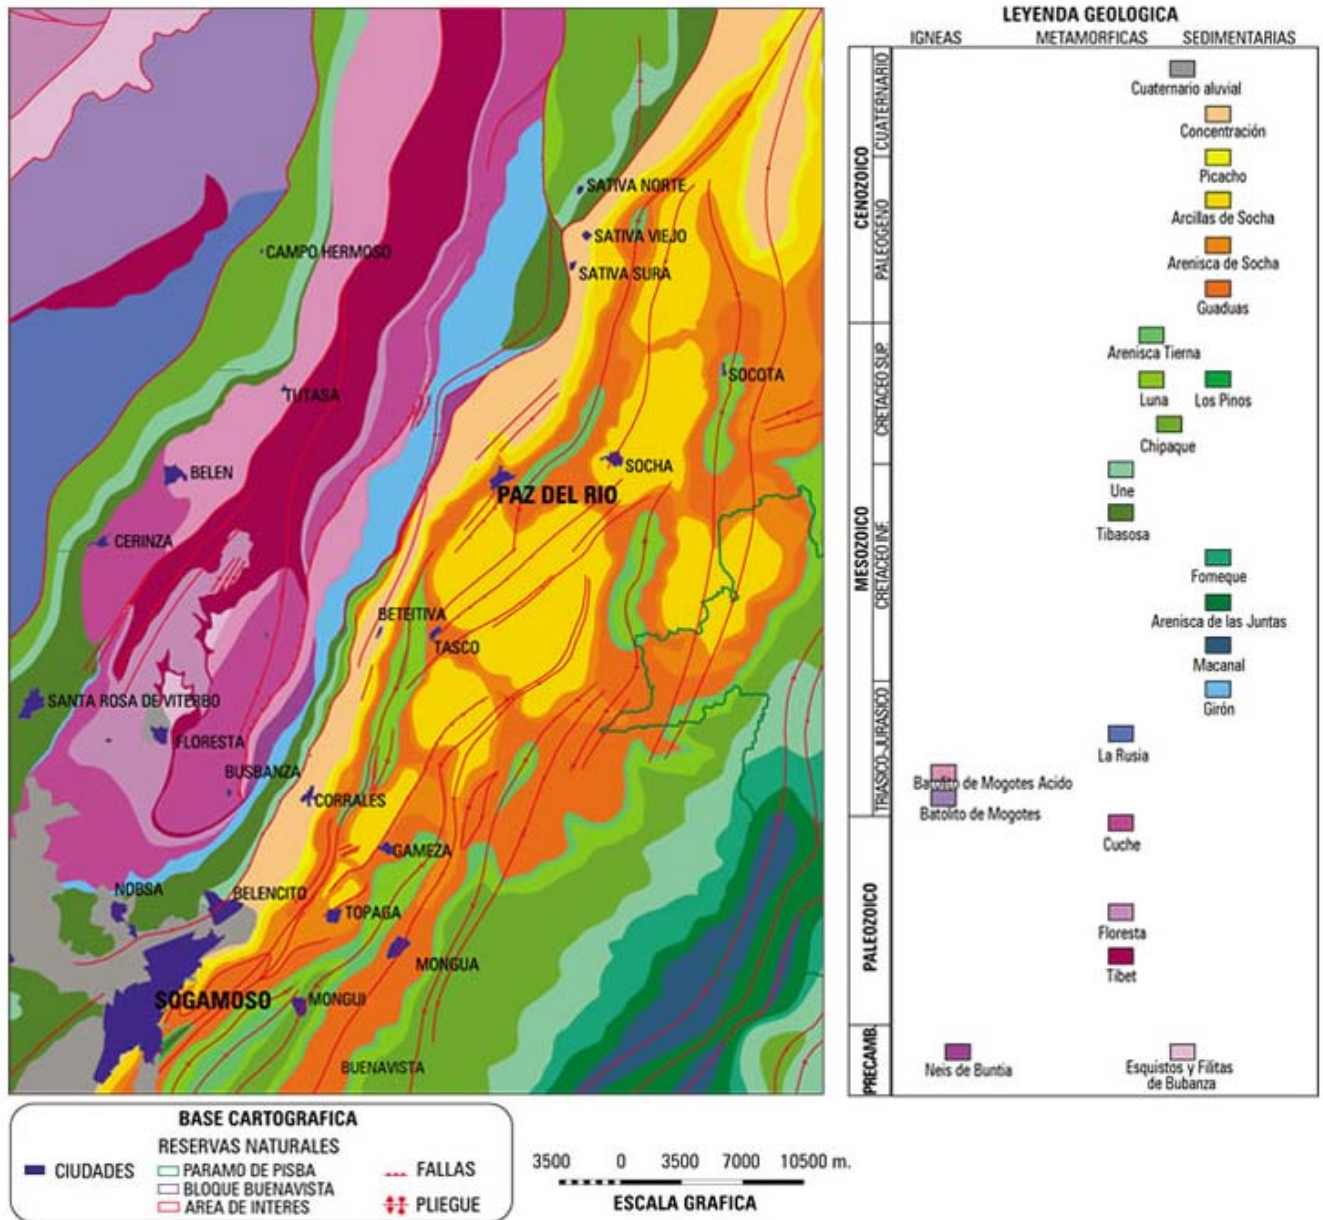 SATIVA NORTE
SATIVA VIEJO
CAMPO HERMOSO
SATIVA SURA
SOCOTA
TUTASA
SOCHA
BELEN
PAZ DEL RIO
CERINZA
BETEITIVA
TASCO
SANTA ROSA DE VITERBO
FLORESTA
BUSBANZA
CORRALES
GAMEZA
NOBSA
BELENCITO
TOPAGA
MONGUA
SOGAMOSO
MONGUI
BUENAVISTA
LEYENDA GEOLOGICA
IGNEAS METAMORFICAS SEDIMENTARIAS
CENOZOICO
CUATERNARIO
Cuaternario aluvial
Concentración
PALEOGENO
Picacho
Arcillas de Socha
Arenisca de Socha
Guaduas
MESOZOICO
CRETACEO SUP.
Arenisca Tierna
Luna Los Pinos
Chipaque
CRETACEO INF.
Une
Tibasosa
Fomeque
Arenisca de las Juntas
Macanal
TRIASICO-JURASICO
Girón
La Rusia
Batolito de Mogotes Acido
Batolito de Mogotes
PALEOZOICO
Cuche
Floresta
Tibet
PRECAMB.
Neis de Buntia
Esquistos y Filitas
de Bubanza
BASE CARTOGRAFICA
RESERVAS NATURALES
CIUDADES
PARAMO DE PISBA
BLOQUE BUENAVISTA
AREA DE INTERES
FALLAS
PLIEGUE
3500 0 3500 7000 10500 m.
ESCALA GRAFICA